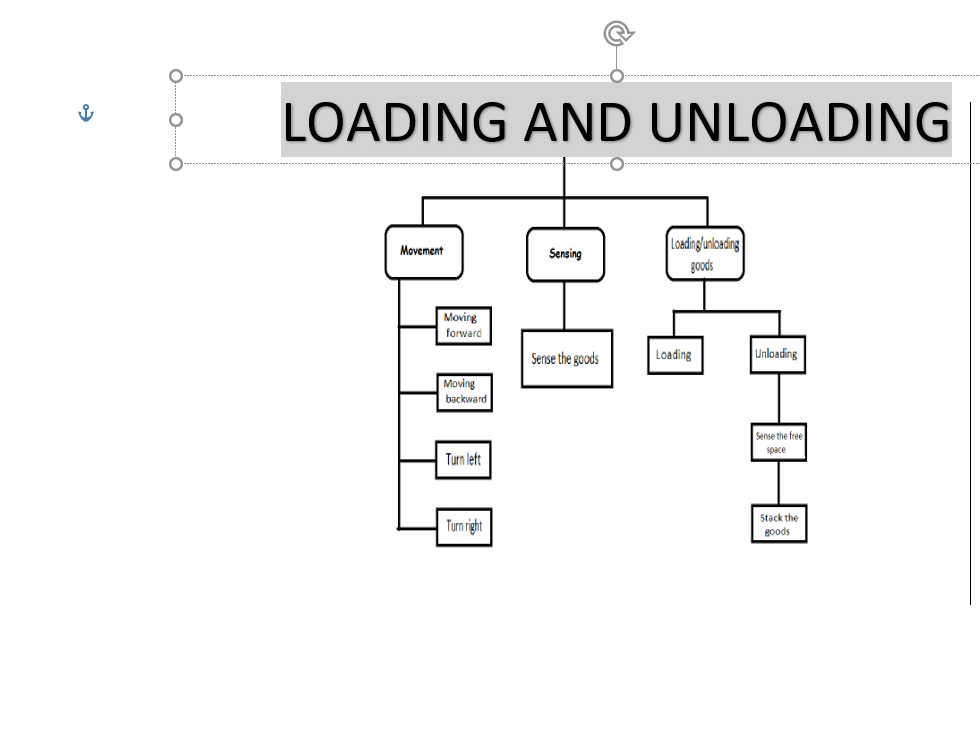 LOADING AND UNLOADING
Movement
Sensing
Loading/unloading
goods
Moving
forward
Moving
backward
Turn left
Turn right
Sense the goods
Loading
Unloading
Sense the free
space
Stack the
goods